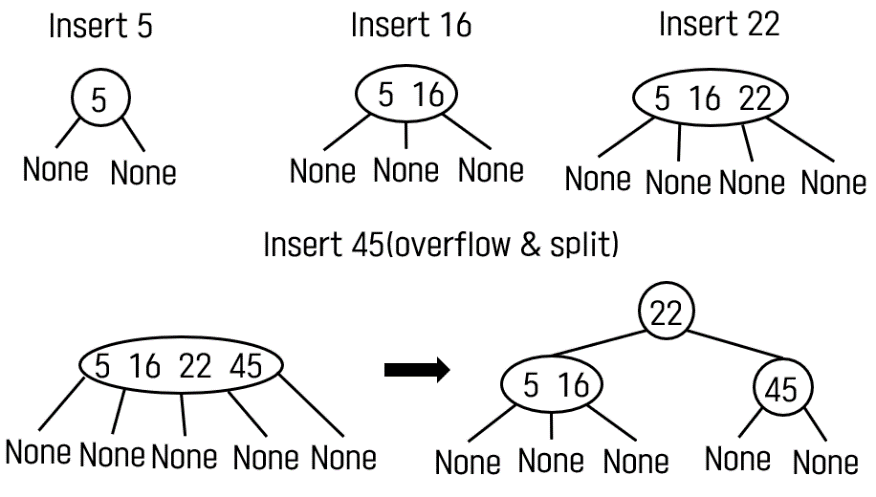 Insert 5
Insert 16
Insert 22
5
5 16
5 16 22
None None
None None None
None None None None
Insert 45(overflow & split)
22
5 16 22 45
5 16
45
None None None None None
None None None
None None